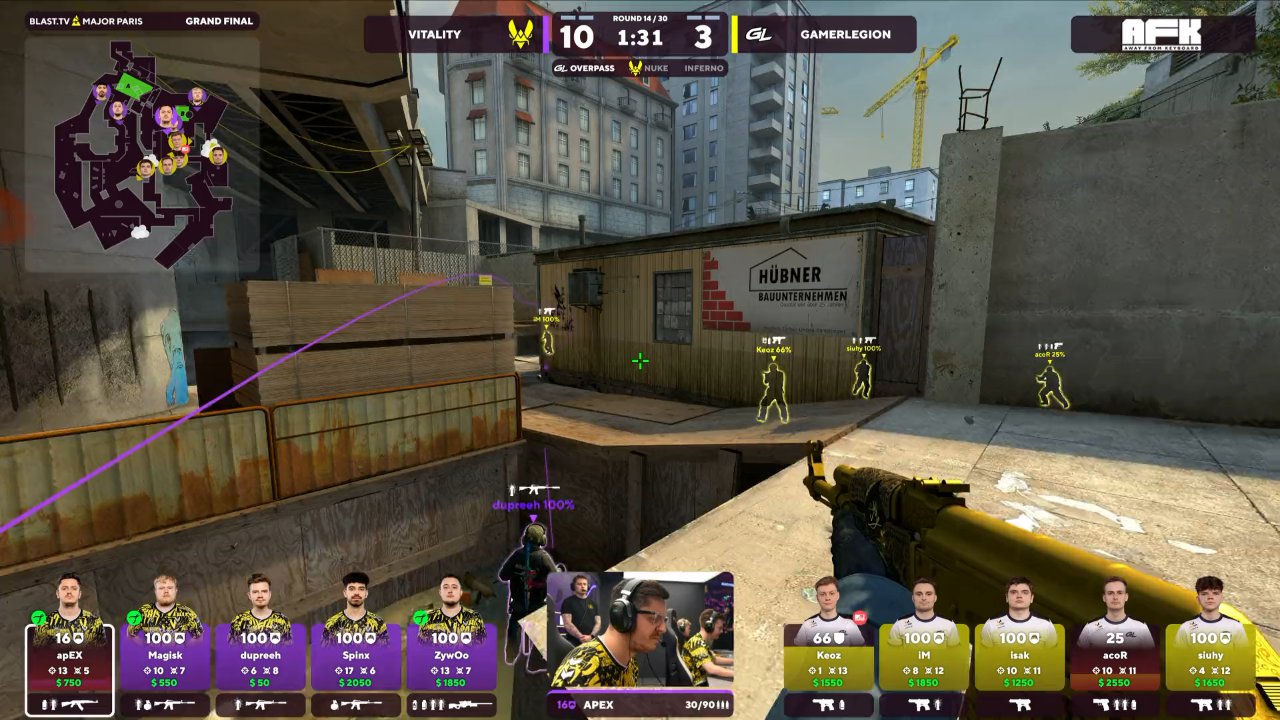 BLAST.TV MAJOR PARIS GRAND FINAL
VITALITY 10 ROUND 14 / 30 1:31 3 GL GAMERLEGION
GL OVERPASS NUKE INFERNO
AFK
AWAY FROM KEYBOARD
HÜBNER
BAUUNTERNEHMEN
iM 100%
Keoz 66%
siuhy 100%
acoR 25%
dupreeh 100%
16 100 100 100 100
apEX Magisk dupreeh Spinx ZywOo
13 5 10 7 6 8 17 6 13 7
$750 $550 $50 $2050 $1850
66 100 100 25 100
Keoz iM isak acoR siuhy
1 13 8 12 10 11 10 11 4 12
$1550 $1850 $1250 $2550 $1650
16 APEX 30/90